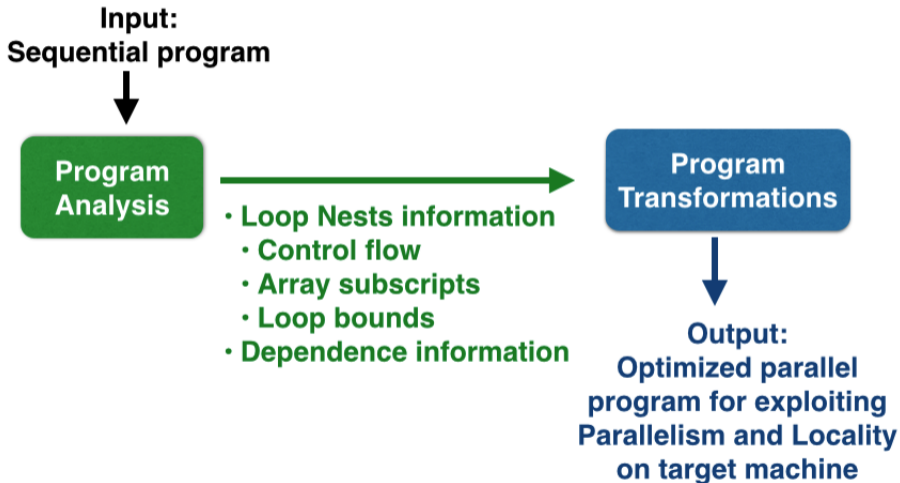 Input:
Sequential program
Program
Analysis
• Loop Nests information
• Control flow
• Array subscripts
• Loop bounds
• Dependence information
Program
Transformations
Output:
Optimized parallel
program for exploiting
Parallelism and Locality
on target machine